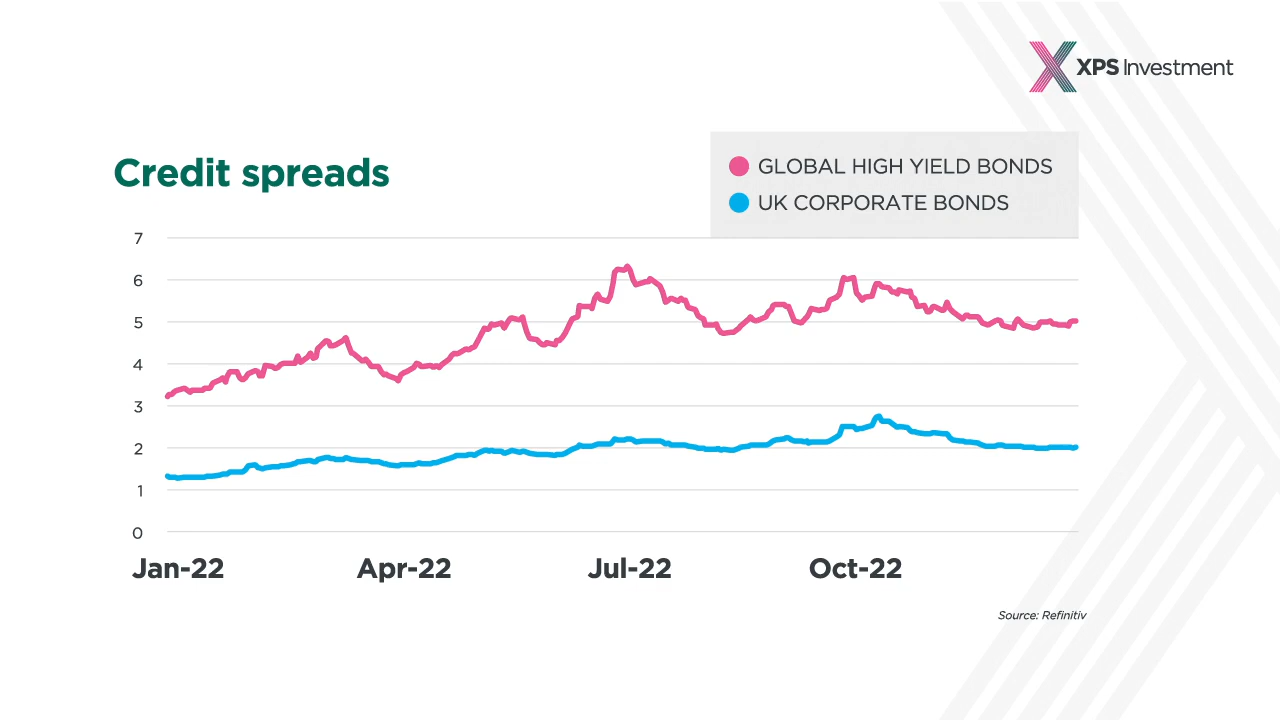 XPS Investment
Credit spreads
GLOBAL HIGH YIELD BONDS
UK CORPORATE BONDS
7
6
5
4
3
2
1
0
Jan-22 Apr-22 Jul-22 Oct-22
Source: Refinitiv